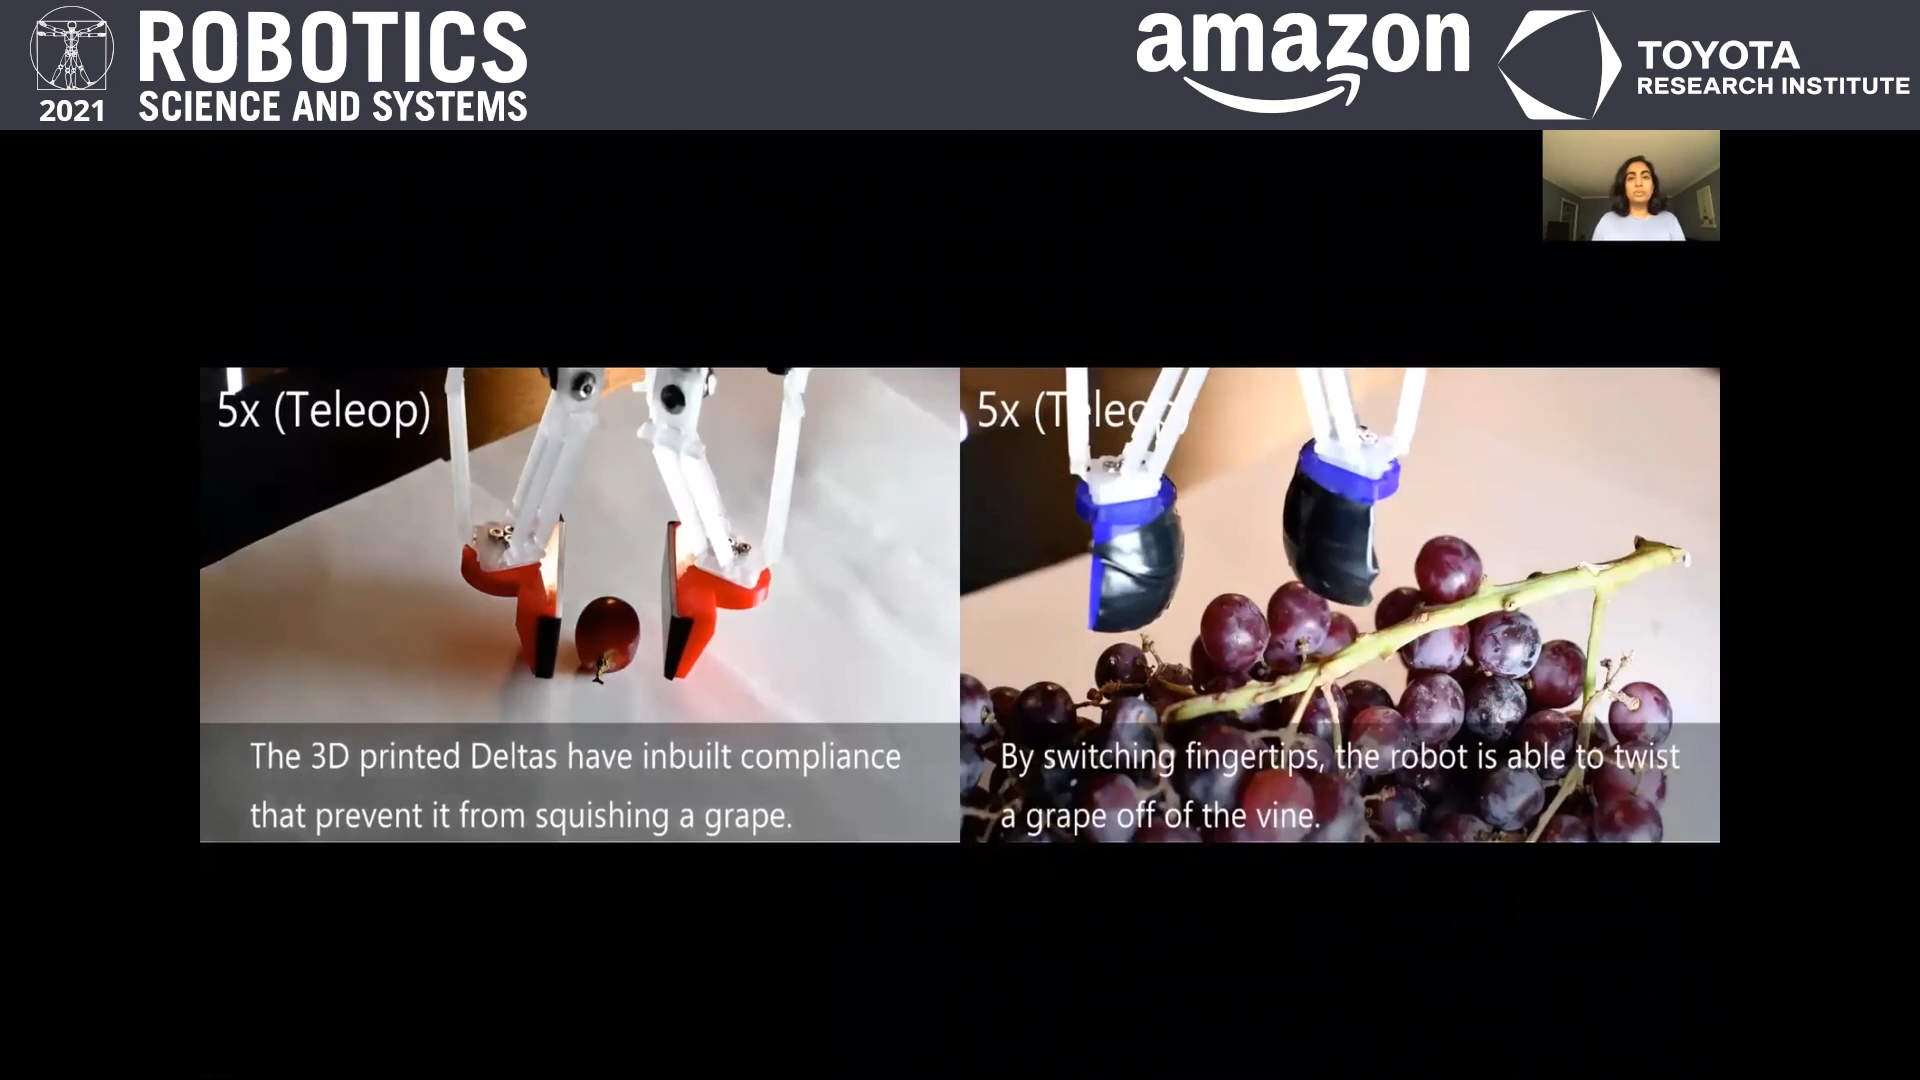 ROBOTICS
SCIENCE AND SYSTEMS
2021
amazon
TOYOTA
RESEARCH INSTITUTE
5x (Teleop)
The 3D printed Deltas have inbuilt compliance
that prevent it from squishing a grape.
5x (Teleop)
By switching fingertips, the robot is able to twist
a grape off of the vine.